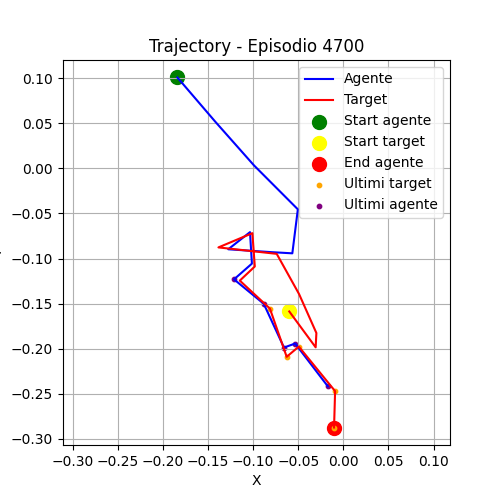 Trajectory - Episodio 4700
Agente
Target
Start agente
Start target
End agente
Ultimi target
Ultimi agente
0.10
0.05
0.00
−0.05
−0.10
−0.15
−0.20
−0.25
−0.30
−0.30 −0.25 −0.20 −0.15 −0.10 −0.05 0.00 0.05 0.10
X